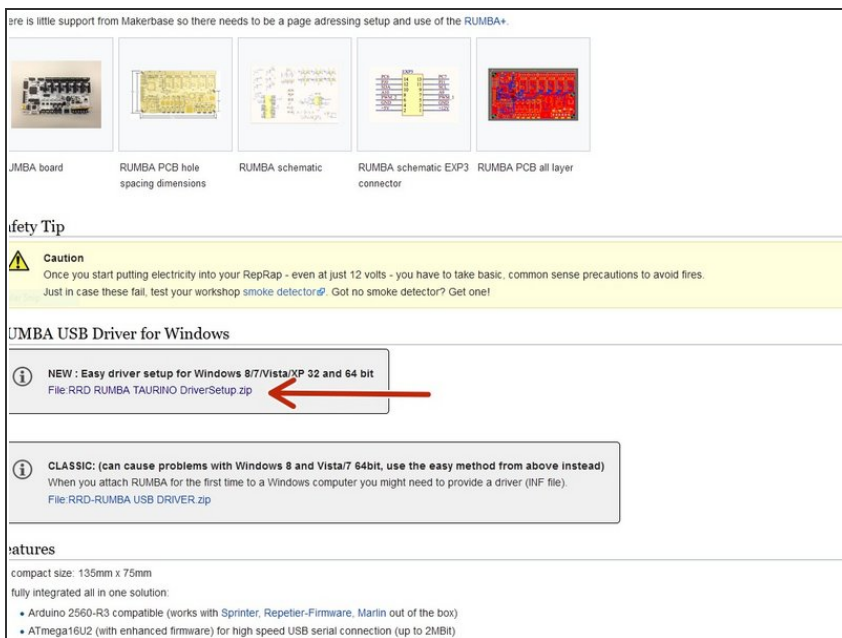 ere is little support from Makerbase so there needs to be a page adressing setup and use of the RUMBA+.
UMBA board
RUMBA PCB hole
spacing dimensions
RUMBA schematic
RUMBA schematic EXP3
connector
RUMBA PCB all layer
afety Tip
Caution
Once you start putting electricity into your RepRap - even at just 12 volts - you have to take basic, common sense precautions to avoid fires.
Just in case these fail, test your workshop smoke detector. Got no smoke detector? Get one!
UMBA USB Driver for Windows
NEW : Easy driver setup for Windows 8/7/Vista/XP 32 and 64 bit
File:RRD RUMBA TAURINO DriverSetup.zip
CLASSIC: (can cause problems with Windows 8 and Vista/7 64bit, use the easy method from above instead)
When you attach RUMBA for the first time to a Windows computer you might need to provide a driver (INF file).
File:RRD-RUMBA USB DRIVER.zip
eatures
compact size: 135mm x 75mm
fully integrated all in one solution:
• Arduino 2560-R3 compatible (works with Sprinter, Repetier-Firmware, Marlin out of the box)
• ATmega16U2 (with enhanced firmware) for high speed USB serial connection (up to 2MBit)